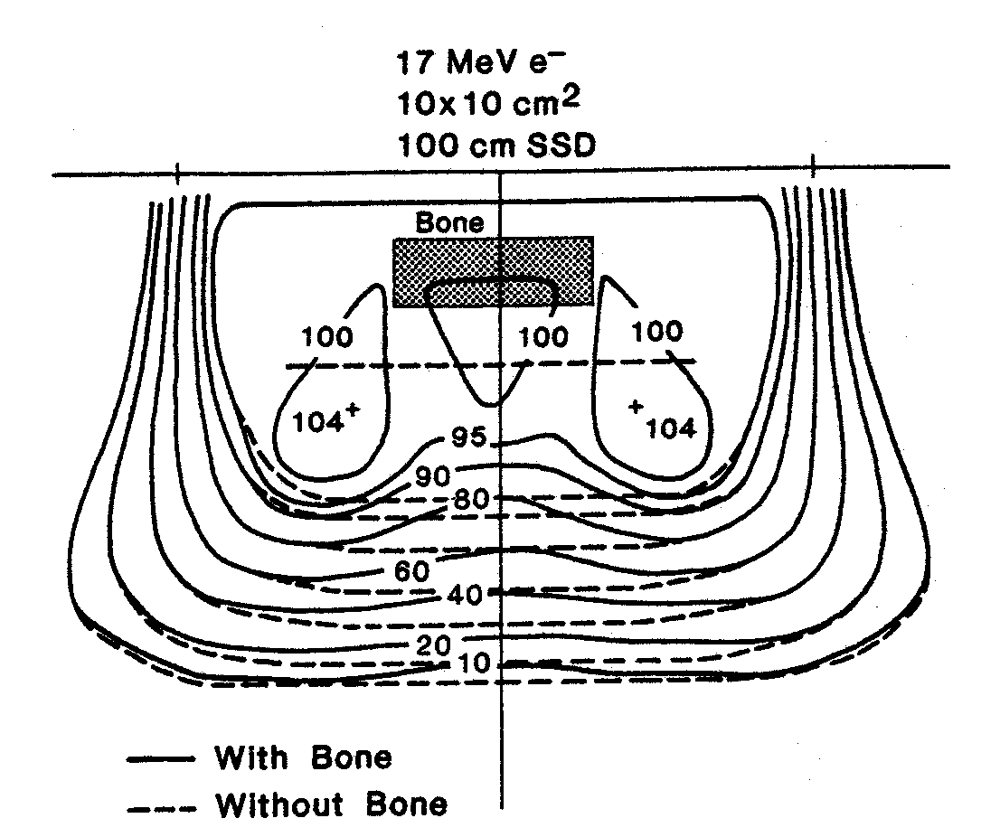 17 MeV e⁻
10x10 cm²
100 cm SSD
Bone
100 100 100
104+ +104
95
90
80
60
40
20
10
With Bone
Without Bone